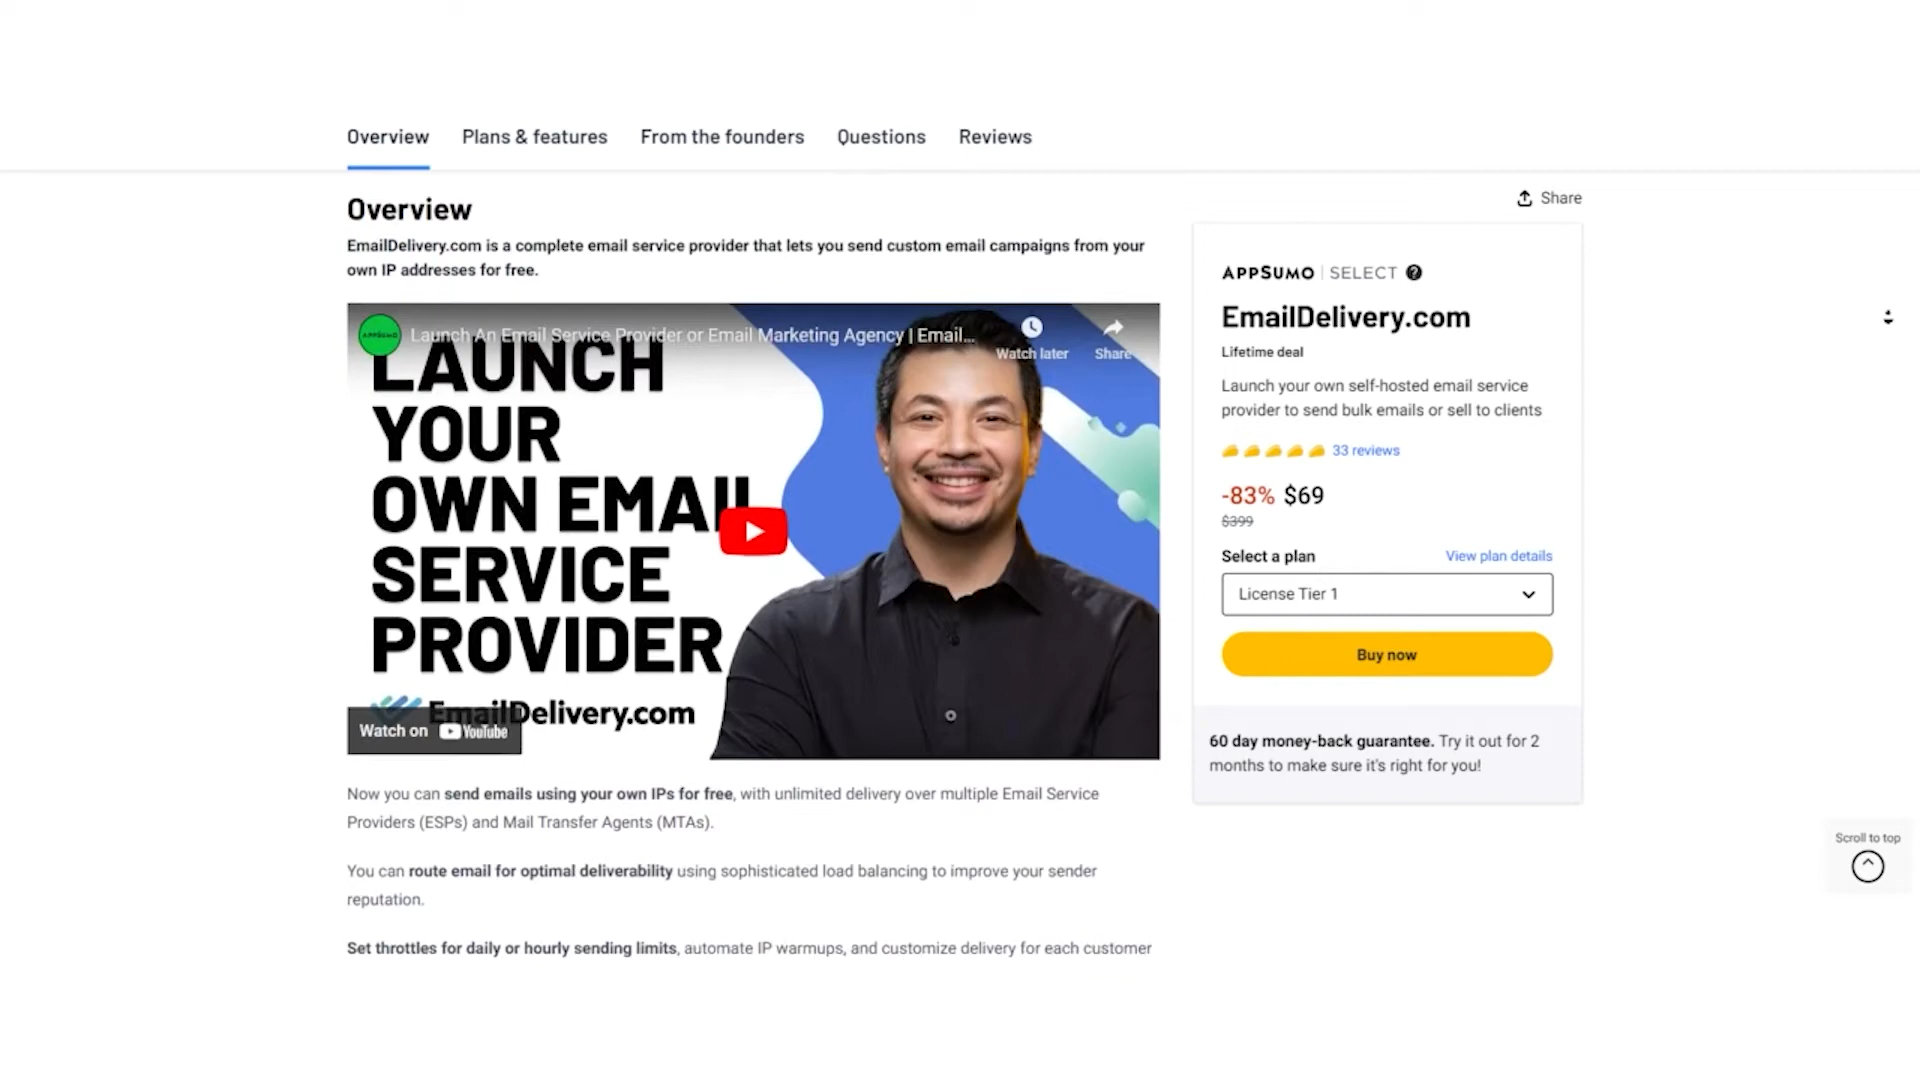 Overview Plans & features From the founders Questions Reviews
Share
Overview
EmailDelivery.com is a complete email service provider that lets you send custom email campaigns from your
own IP addresses for free.
APPSUMO
Launch An Email Service Provider or Email Marketing Agency | Email...
Watch later
Share
LAUNCH
YOUR
OWN EMAIL
SERVICE
PROVIDER
EmailDelivery.com
Watch on YouTube
Now you can send emails using your own IPs for free, with unlimited delivery over multiple Email Service
Providers (ESPs) and Mail Transfer Agents (MTAs).
You can route email for optimal deliverability using sophisticated load balancing to improve your sender
reputation.
Set throttles for daily or hourly sending limits, automate IP warmups, and customize delivery for each customer
APPSUMO | SELECT ?
EmailDelivery.com
Lifetime deal
Launch your own self-hosted email service
provider to send bulk emails or sell to clients
33 reviews
-83% $69
$399
Select a plan View plan details
License Tier 1
Buy now
60 day money-back guarantee. Try it out for 2
months to make sure it's right for you!
Scroll to top